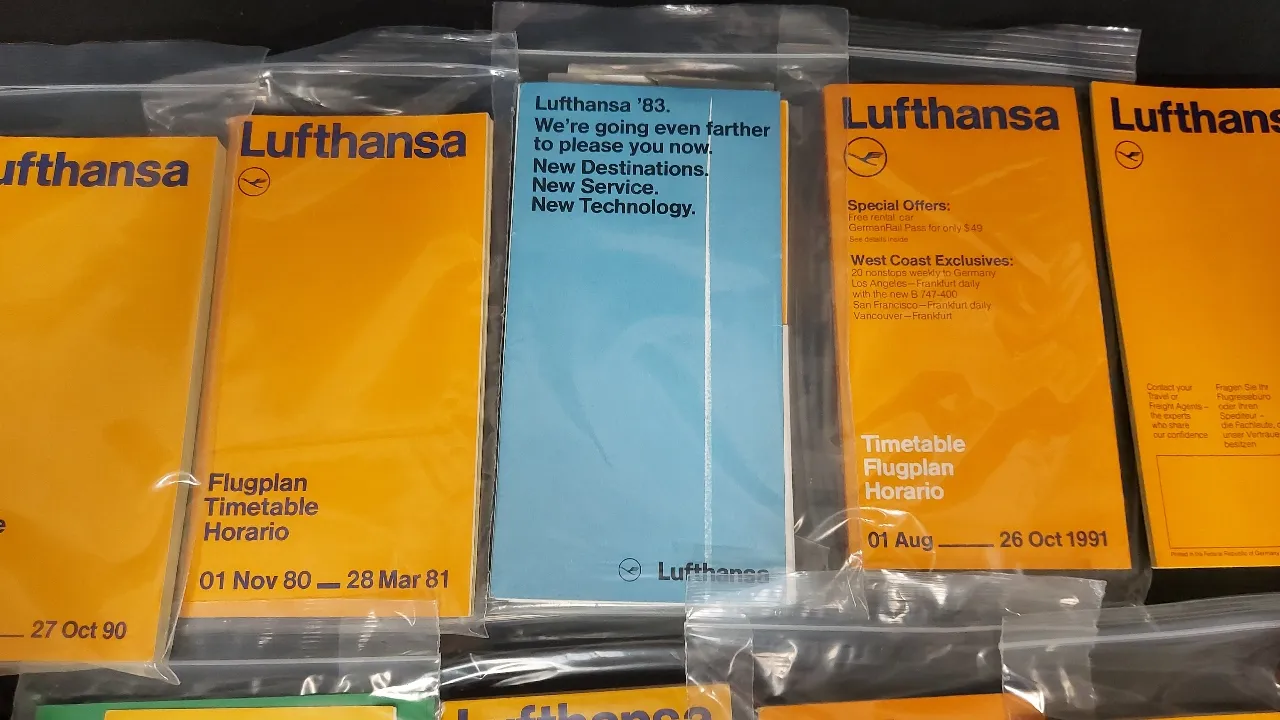 ufthansa
27 Oct 90
Lufthansa
Flugplan
Timetable
Horario
01 Nov 80 — 28 Mar 81
Lufthansa '83.
We're going even farther
to please you now.
New Destinations.
New Service.
New Technology.
Lufthansa
Lufthansa
Special Offers:
Free rental car
GermanRail Pass for only $49
See details inside
West Coast Exclusives:
20 nonstops weekly to Germany
Los Angeles – Frankfurt daily
with the new B 747-400
San Francisco – Frankfurt daily
Vancouver – Frankfurt
Timetable
Flugplan
Horario
01 Aug — 26 Oct 1991
Lufthans
Contact your
Travel or
Freight Agents –
the experts
who share
our confidence
Fragen Sie Ihr
Flugreisebüro
oder Ihren
Spediteur –
die Fachleute, d
unser Vertraue
besitzen
Printed in the Federal Republic of Germany
Lufthansa